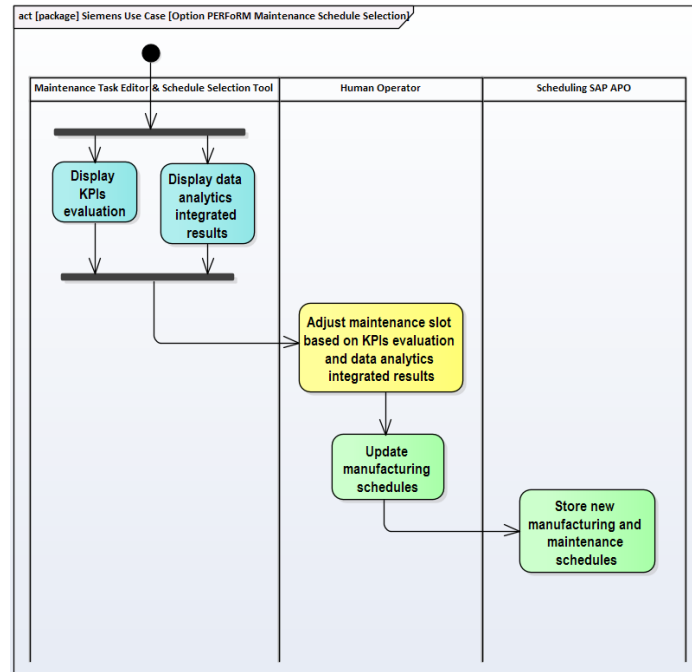 act [package] Siemens Use Case [Option PERFoRM Maintenance Schedule Selection]
Maintenance Task Editor & Schedule Selection Tool
Human Operator
Scheduling SAP APO
Display
KPIs
evaluation
Display data
analytics
integrated
results
Adjust maintenance slot
based on KPIs evaluation
and data analytics
integrated results
Update
manufacturing
schedules
Store new
manufacturing and
maintenance
schedules